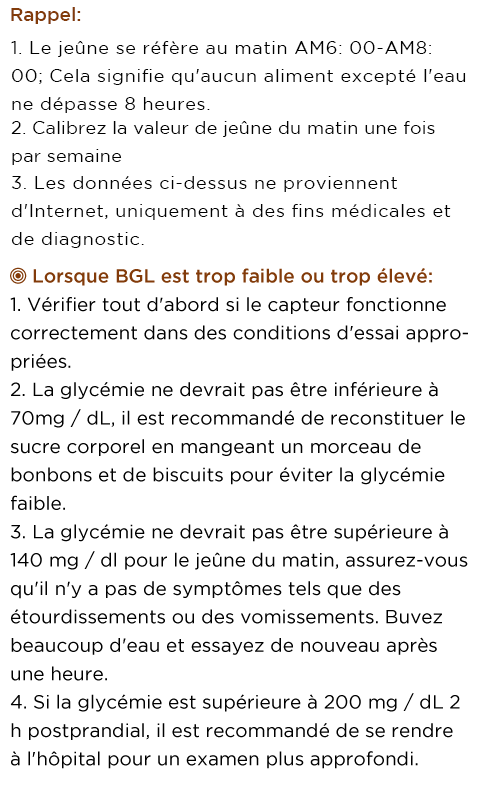 Rappel:
1. Le jeûne se réfère au matin AM6: 00-AM8:
00; Cela signifie qu'aucun aliment excepté l'eau
ne dépasse 8 heures.
2. Calibrez la valeur de jeûne du matin une fois
par semaine
3. Les données ci-dessus ne proviennent
d'Internet, uniquement à des fins médicales et
de diagnostic.
Lorsque BGL est trop faible ou trop élevé:
1. Vérifier tout d'abord si le capteur fonctionne
correctement dans des conditions d'essai appro-
priées.
2. La glycémie ne devrait pas être inférieure à
70mg / dL, il est recommandé de reconstituer le
sucre corporel en mangeant un morceau de
bonbons et de biscuits pour éviter la glycémie
faible.
3. La glycémie ne devrait pas être supérieure à
140 mg / dl pour le jeûne du matin, assurez-vous
qu'il n'y a pas de symptômes tels que des
étourdissements ou des vomissements. Buvez
beaucoup d'eau et essayez de nouveau après
une heure.
4. Si la glycémie est supérieure à 200 mg / dL 2
h postprandial, il est recommandé de se rendre
à l'hôpital pour un examen plus approfondi.